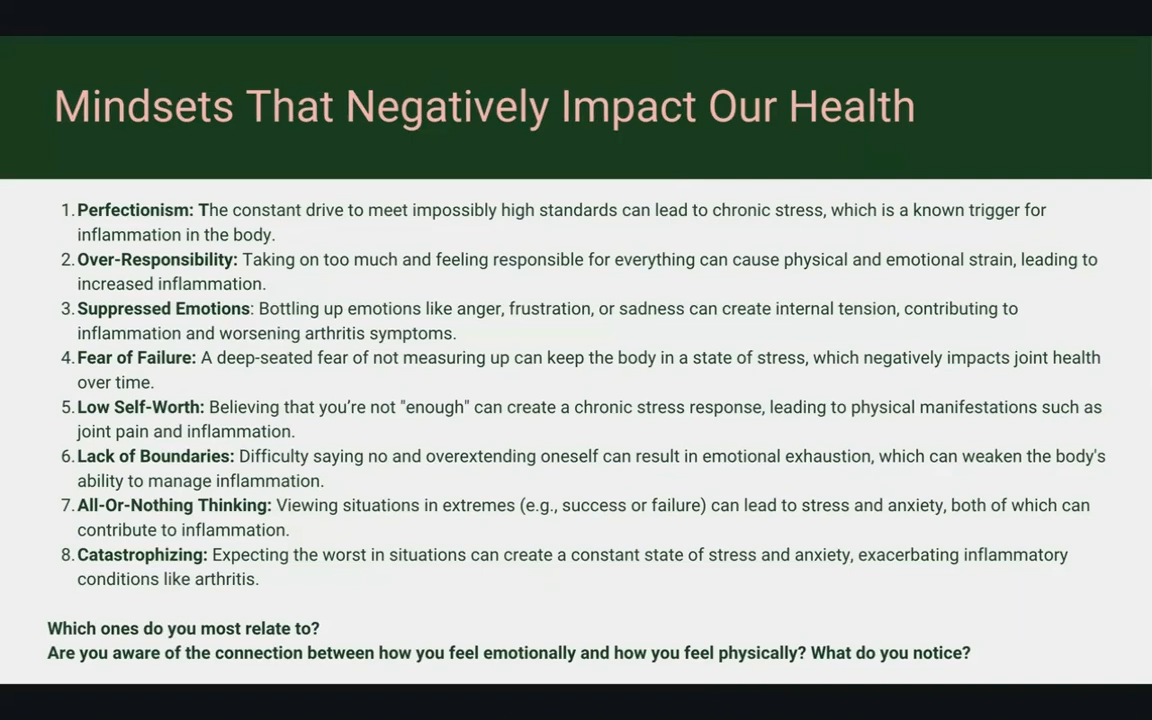 Mindsets That Negatively Impact Our Health
1. Perfectionism: The constant drive to meet impossibly high standards can lead to chronic stress, which is a known trigger for
inflammation in the body.
2. Over-Responsibility: Taking on too much and feeling responsible for everything can cause physical and emotional strain, leading to
increased inflammation.
3. Suppressed Emotions: Bottling up emotions like anger, frustration, or sadness can create internal tension, contributing to
inflammation and worsening arthritis symptoms.
4. Fear of Failure: A deep-seated fear of not measuring up can keep the body in a state of stress, which negatively impacts joint health
over time.
5. Low Self-Worth: Believing that you’re not "enough" can create a chronic stress response, leading to physical manifestations such as
joint pain and inflammation.
6. Lack of Boundaries: Difficulty saying no and overextending oneself can result in emotional exhaustion, which can weaken the body's
ability to manage inflammation.
7. All-Or-Nothing Thinking: Viewing situations in extremes (e.g., success or failure) can lead to stress and anxiety, both of which can
contribute to inflammation.
8. Catastrophizing: Expecting the worst in situations can create a constant state of stress and anxiety, exacerbating inflammatory
conditions like arthritis.
Which ones do you most relate to?
Are you aware of the connection between how you feel emotionally and how you feel physically? What do you notice?